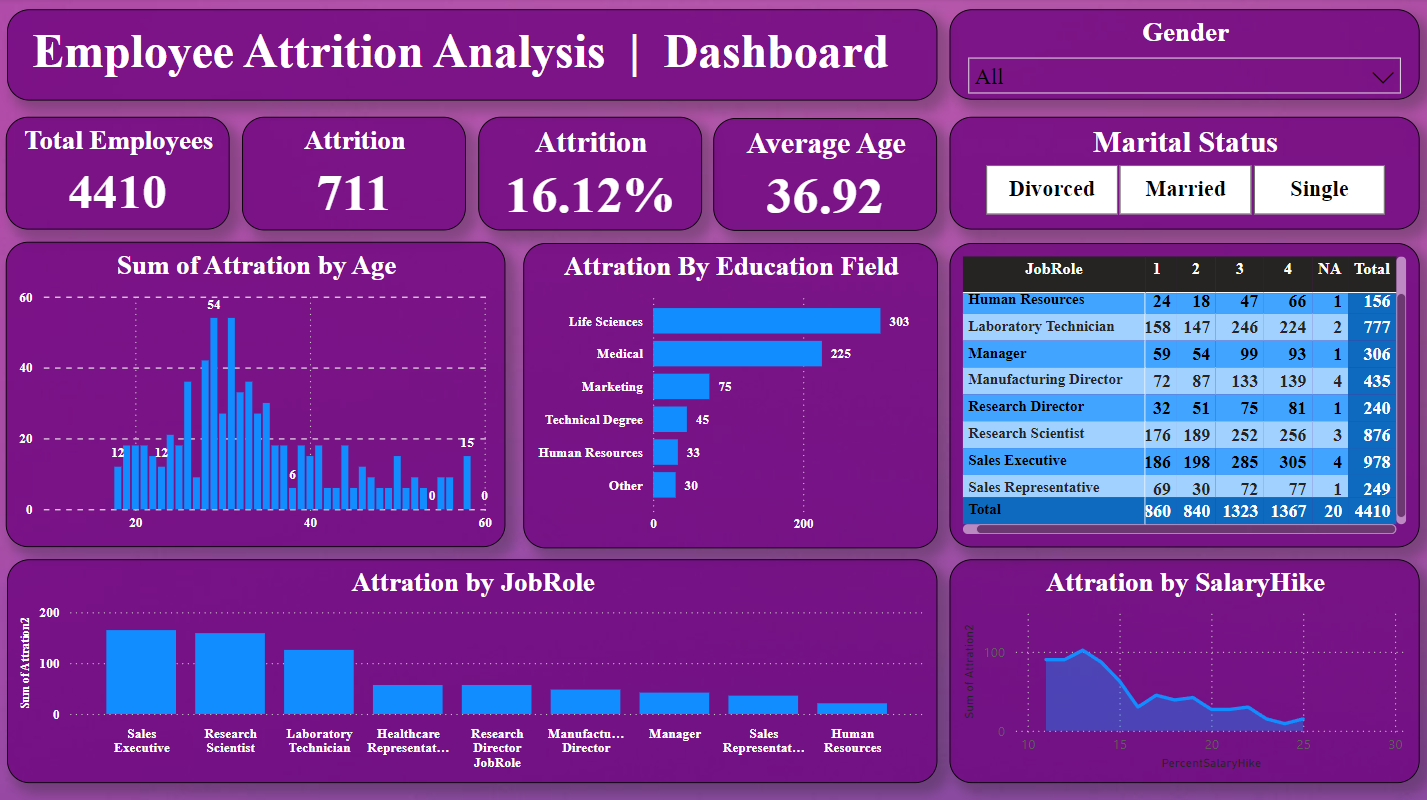 Employee Attrition Analysis | Dashboard
Gender
All
Total Employees
4410
Attrition
711
Attrition
16.12%
Average Age
36.92
Marital Status
Divorced Married Single
Sum of Attration by Age
60
40
20
0
54
12
12
6
0
15
0
20 40 60
Attration By Education Field
Life Sciences 303
Medical 225
Marketing 75
Technical Degree 45
Human Resources 33
Other 30
0 200
JobRole 1 2 3 4 NA Total
Human Resources 24 18 47 66 1 156
Laboratory Technician 158 147 246 224 2 777
Manager 59 54 99 93 1 306
Manufacturing Director 72 87 133 139 4 435
Research Director 32 51 75 81 1 240
Research Scientist 176 189 252 256 3 876
Sales Executive 186 198 285 305 4 978
Sales Representative 69 30 72 77 1 249
Total 860 840 1323 1367 20 4410
Attration by JobRole
Sum of Attration2
200
100
0
Sales
Executive
Research
Scientist
Laboratory
Technician
Healthcare
Representat...
Research
Director
Manufactu...
Director
Manager
Sales
Representat...
Human
Resources
JobRole
Attration by SalaryHike
Sum of Attration2
100
0
10 15 20 25 30
PercentSalaryHike